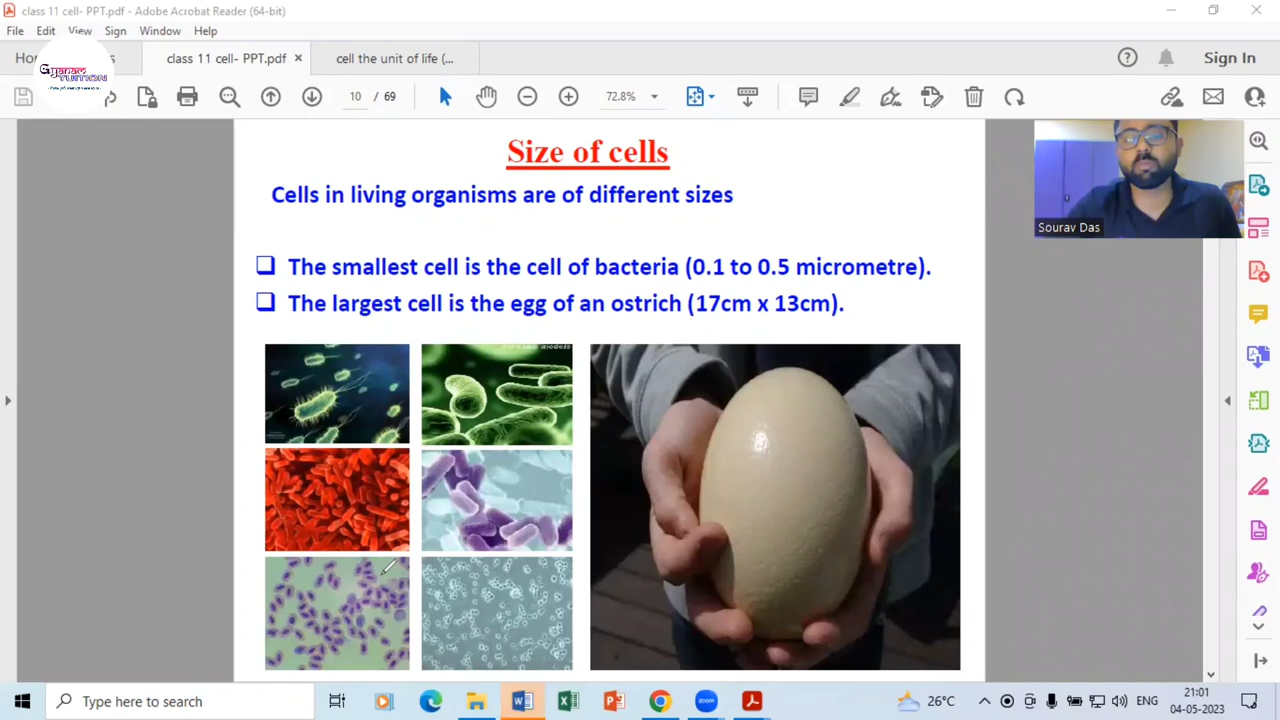 class 11 cell- PPT.pdf - Adobe Acrobat Reader (64-bit)
File Edit View Sign Window Help
class 11 cell- PPT.pdf ×
cell the unit of life (...
Sign In
Gyanam
TUITION
10 / 69
72.8%
Size of cells
Cells in living organisms are of different sizes
Sourav Das
❑ The smallest cell is the cell of bacteria (0.1 to 0.5 micrometre).
❑ The largest cell is the egg of an ostrich (17cm x 13cm).
Type here to search
zoom
26°C
ENG
21:01
04-05-2023